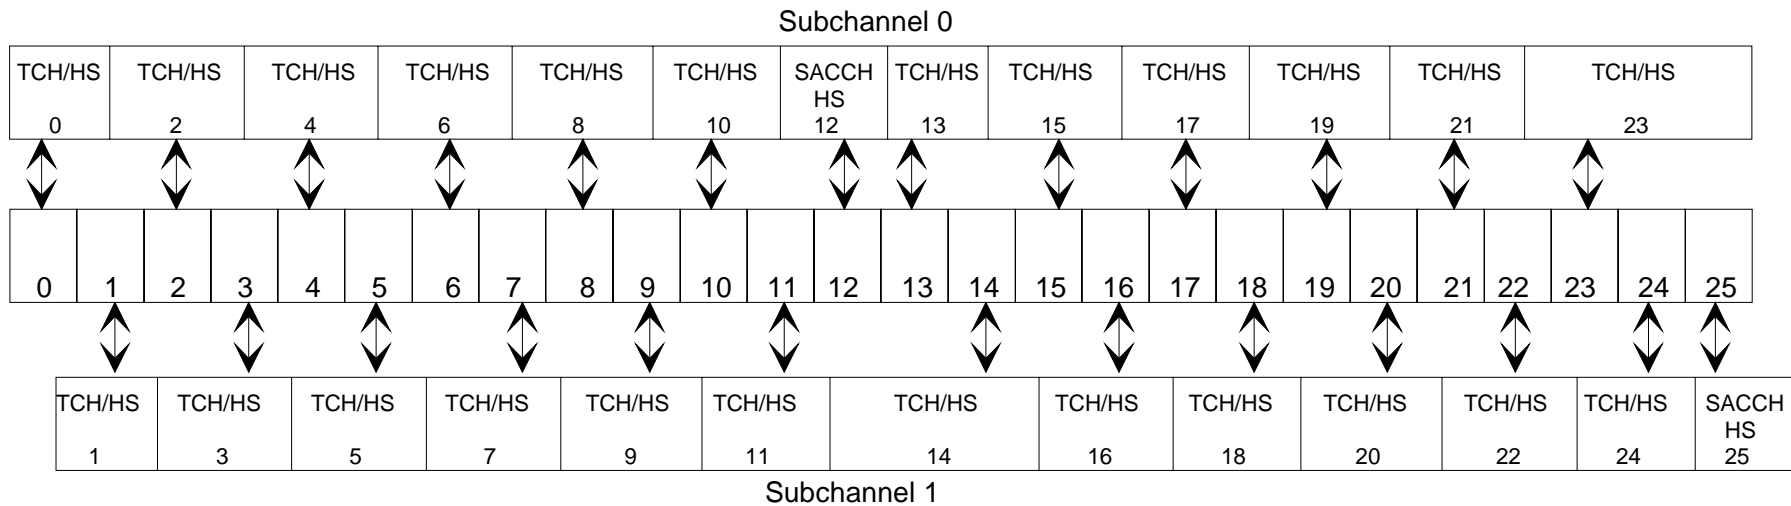 Subchannel 0
TCH/HS TCH/HS TCH/HS TCH/HS TCH/HS TCH/HS SACCH TCH/HS TCH/HS TCH/HS TCH/HS TCH/HS TCH/HS
HS
0 2 4 6 8 10 12 13 15 17 19 21 23
0 1 2 3 4 5 6 7 8 9 10 11 12 13 14 15 16 17 18 19 20 21 22 23 24 25
TCH/HS TCH/HS TCH/HS TCH/HS TCH/HS TCH/HS TCH/HS TCH/HS TCH/HS TCH/HS TCH/HS TCH/HS SACCH
HS
1 3 5 7 9 11 14 16 18 20 22 24 25
Subchannel 1